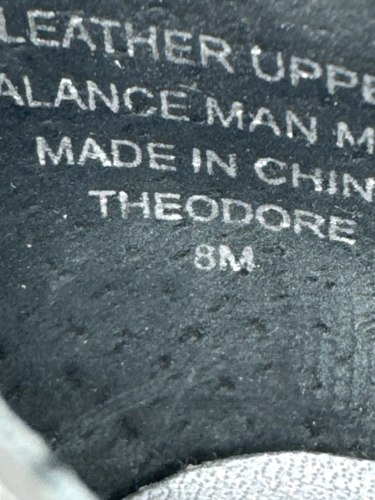 LEATHER UPPE
ALANCE MAN M
MADE IN CHIN
THEODORE
8M